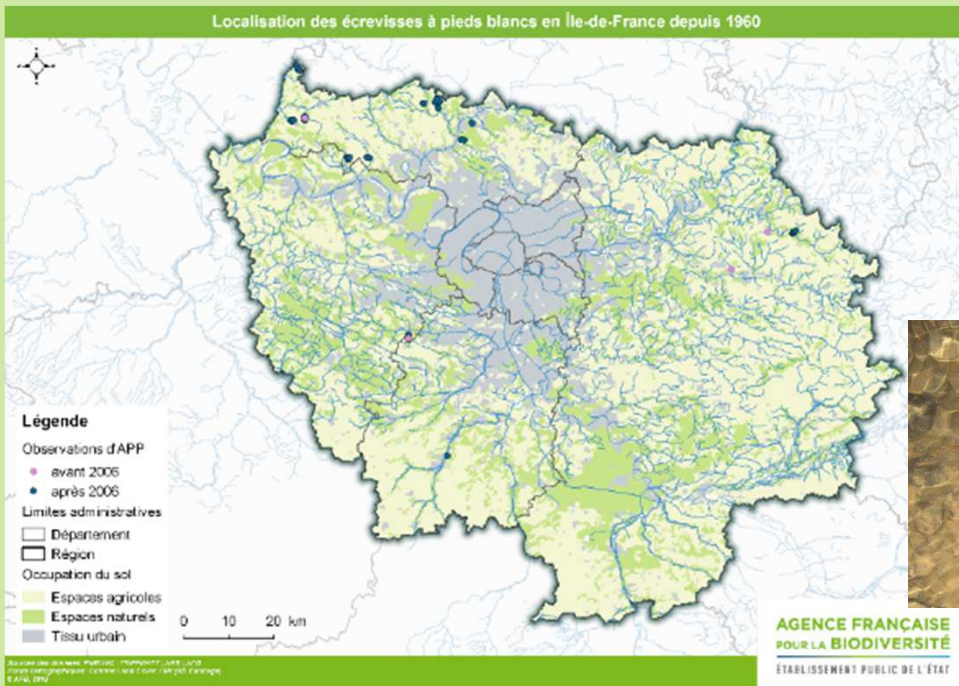 Localisation des écrevisses à pieds blancs en Île-de-France depuis 1960
Légende
Observations d'APP
avant 2006
après 2006
Limites administratives
Département
Région
Occupation du sol
Espaces agricoles
Espaces naturels
Tissu urbain
0 10 20 km
AGENCE FRANÇAISE
POUR LA BIODIVERSITÉ
ÉTABLISSEMENT PUBLIC DE L'ÉTAT